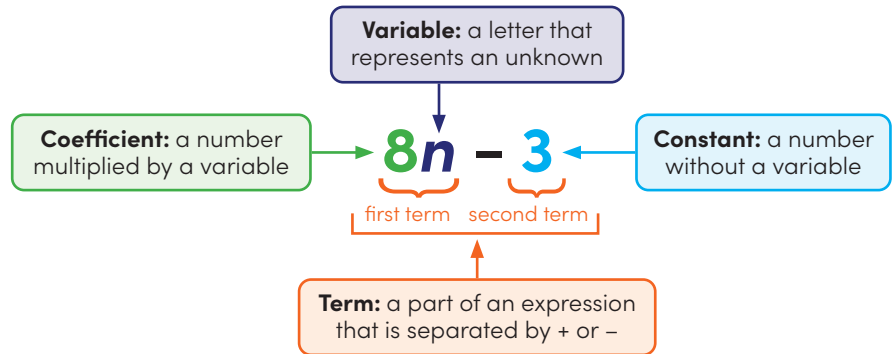 Variable: a letter that
represents an unknown
Coefficient: a number
multiplied by a variable
8n – 3
Constant: a number
without a variable
first term second term
Term: a part of an expression
that is separated by + or –